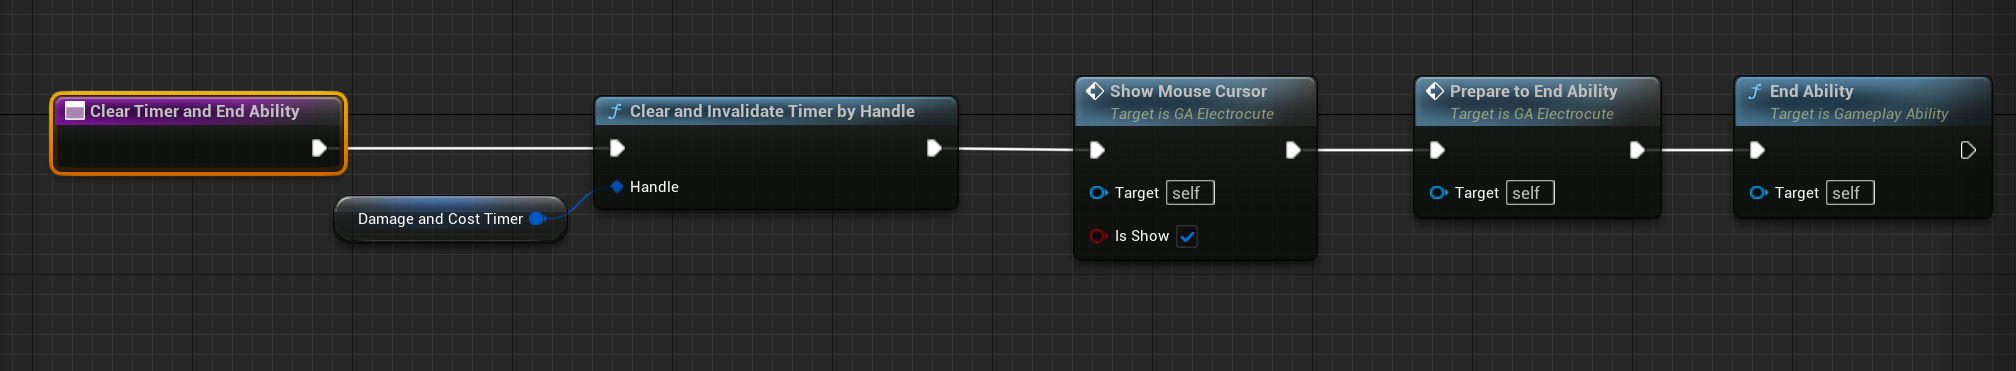 Clear Timer and End Ability
Damage and Cost Timer
Clear and Invalidate Timer by Handle
Handle
Show Mouse Cursor
Target is GA Electrocute
Target self
Is Show
Prepare to End Ability
Target is GA Electrocute
Target self
End Ability
Target is Gameplay Ability
Target self